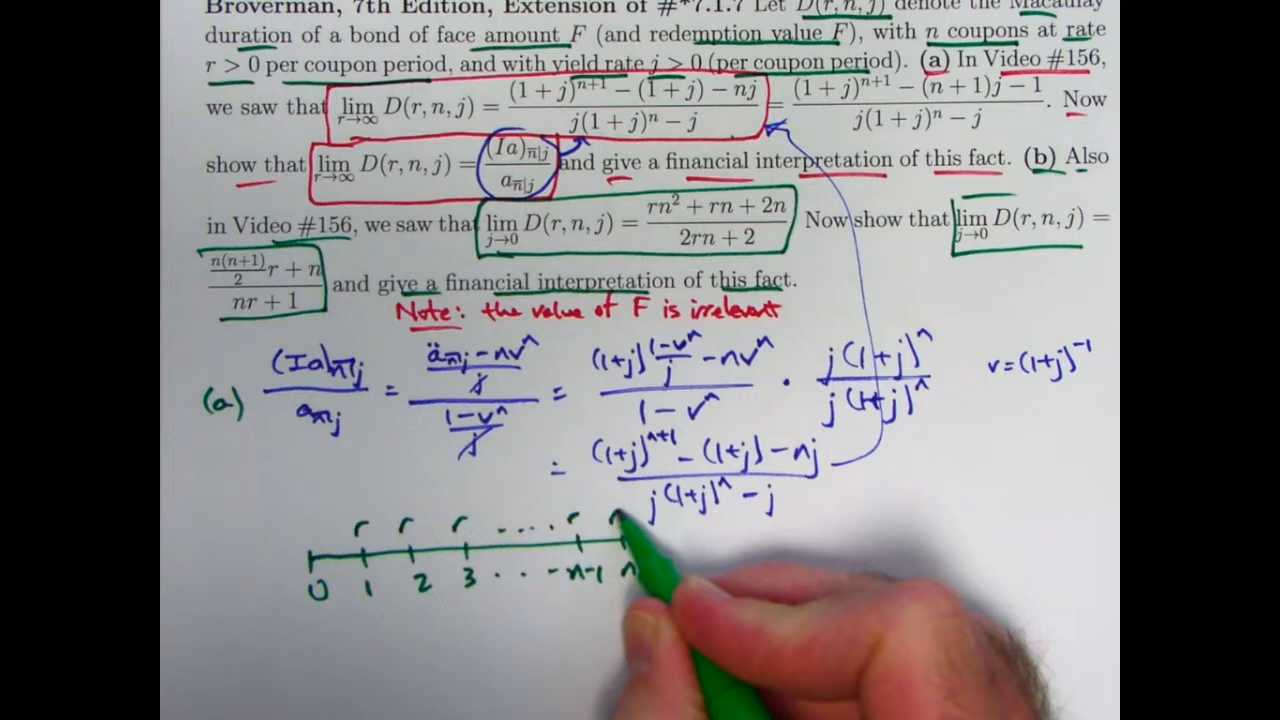 Broverman, 7th Edition, Extension of #*7.1.7 Let D(r, n, j) denote the Macaulay
duration of a bond of face amount F (and redemption value F), with n coupons at rate
r > 0 per coupon period, and with yield rate j > 0 (per coupon period). (a) In Video #156,
we saw that lim_{r→∞} D(r, n, j) = ((1 + j)^{n+1} − (1 + j) − nj)/(j(1 + j)^n − j) = ((1 + j)^{n+1} − (n + 1)j − 1)/(j(1 + j)^n − j). Now
show that lim_{r→∞} D(r, n, j) = (Ia)_{n|j}/a_{n|j} and give a financial interpretation of this fact. (b) Also
in Video #156, we saw that lim_{j→0} D(r, n, j) = (rn^2 + rn + 2n)/(2rn + 2) Now show that lim_{j→0} D(r, n, j) =
(n(n+1)/2 r + n)/(nr + 1) and give a financial interpretation of this fact.
Note: the value of F is irrelevant
(a) (Ia)_{n|j}/a_{n|j} = ((ä_{n|j} − nv^n)/j)/((1−v^n)/j) = ((1+j)(1−v^n)/j − nv^n)/(1 − v^n) · j(1+j)^n/j(1+j)^n v = (1+j)^{-1}
= ((1+j)^{n+1} − (1+j) − nj)/(j(1+j)^n − j)
r r r .... r
0 1 2 3 ... n-1 n